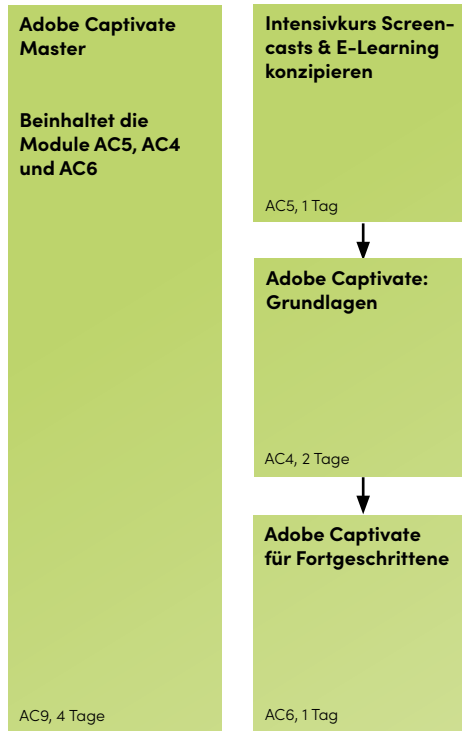 Adobe Captivate
Master
Beinhaltet die
Module AC5, AC4
und AC6
AC9, 4 Tage
Intensivkurs Screen-
casts & E-Learning
konzipieren
AC5, 1 Tag
Adobe Captivate:
Grundlagen
AC4, 2 Tage
Adobe Captivate
für Fortgeschrittene
AC6, 1 Tag